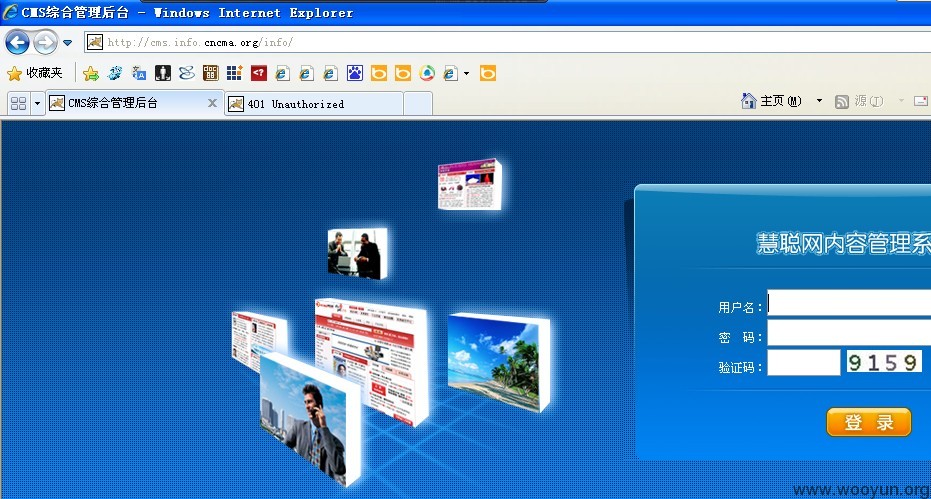 CMS综合管理后台 - Windows Internet Explorer
http://cms.info.cncma.org/info/
收藏夹
CMS综合管理后台
401 Unauthorized
主页(M)
源(J)
慧聪网内容管理系
用户名：
密 码：
验证码：
9159
登 录
www.wooyun.org